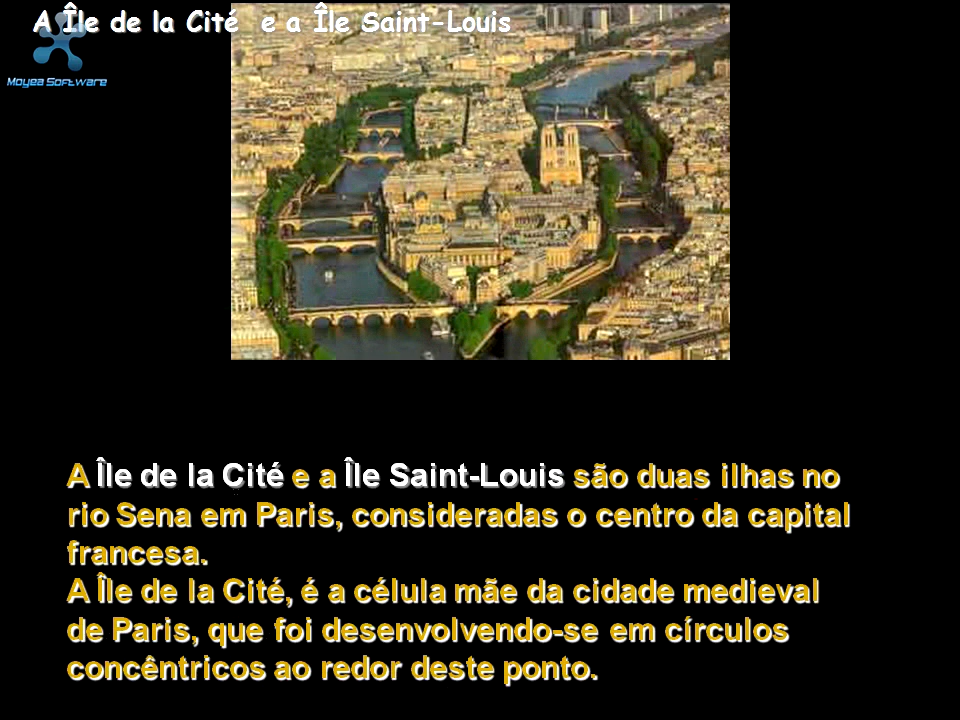 A Île de la Cité e a Île Saint-Louis
Moyea Software
A Île de la Cité e a Île Saint-Louis são duas ilhas no
rio Sena em Paris, consideradas o centro da capital
francesa.
A Île de la Cité, é a célula mãe da cidade medieval
de Paris, que foi desenvolvendo-se em círculos
concêntricos ao redor deste ponto.